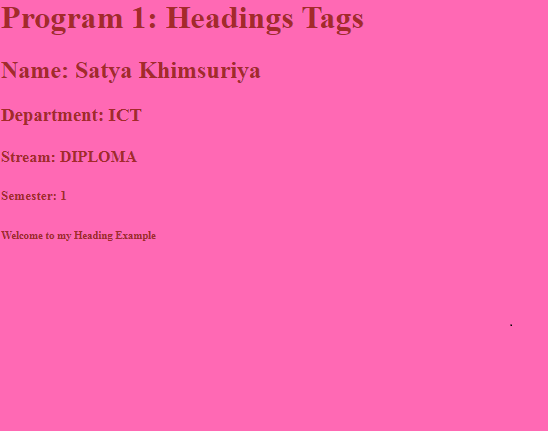 Program 1: Headings Tags
Name: Satya Khimsuriya
Department: ICT
Stream: DIPLOMA
Semester: 1
Welcome to my Heading Example